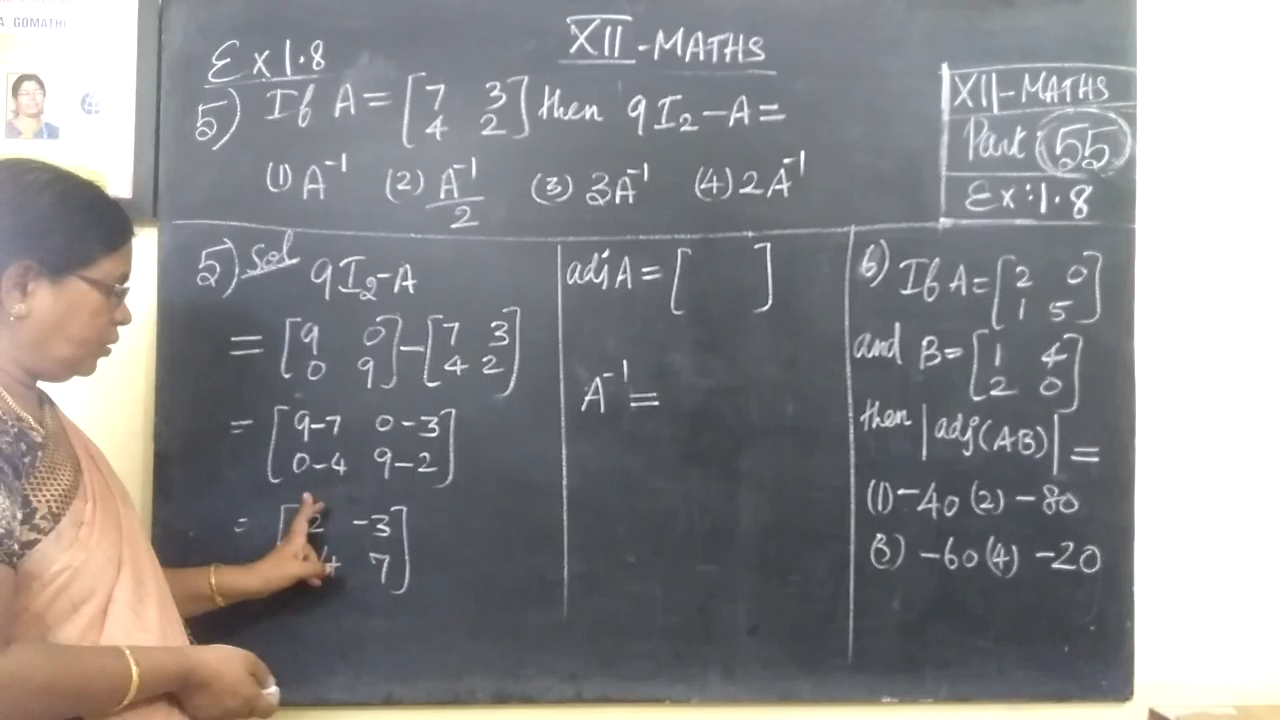 A. GOMATHI
XII - MATHS
Ex 1.8
5) If A = [7 3
4 2] then 9I₂ - A =
(1) A⁻¹ (2) A⁻¹/2 (3) 3A⁻¹ (4) 2A⁻¹
XII - MATHS
Part: 55
Ex: 1.8
5) Sol
9I₂ - A
= [9 0
0 9] - [7 3
4 2]
= [9-7 0-3
0-4 9-2]
= [2 -3
4 7]
adj A = [ ]
A⁻¹ =
6) If A = [2 0
1 5]
and B = [1 4
2 0]
then |adj(AB)| =
(1) -40 (2) -80
(3) -60 (4) -20